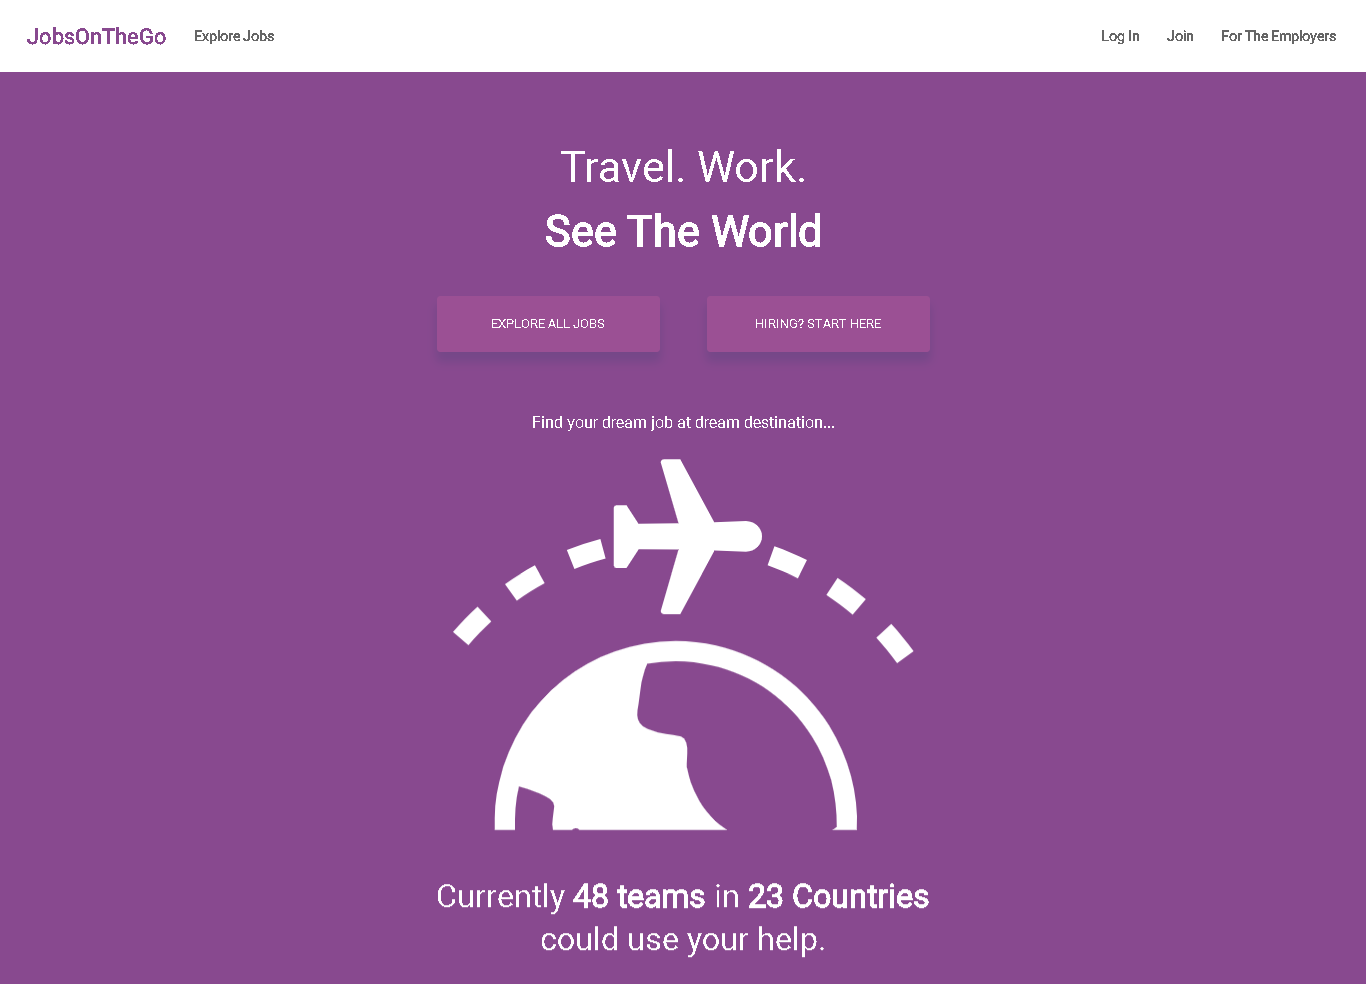 JobsOnTheGo Explore Jobs Log In Join For The Employers
Travel. Work.
See The World
EXPLORE ALL JOBS HIRING? START HERE
Find your dream job at dream destination...
Currently 48 teams in 23 Countries
could use your help.